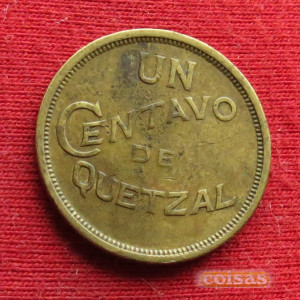 UN
CENTAVO
DE
QUETZAL
coisas